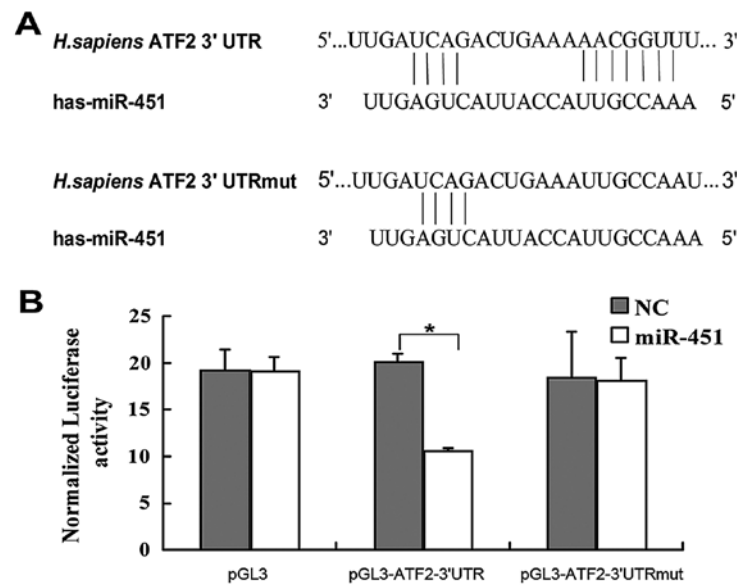 A
H.sapiens ATF2 3' UTR 5'...UUGAUCAGACUGAAAAACGGUUU... 3'
has-miR-451 3' UUGAGUCAUUACCAUUGCCAAA 5'
H.sapiens ATF2 3' UTRmut 5'...UUGAUCAGACUGAAAUUGCCAAU...3'
has-miR-451 3' UUGAGUCAUUACCAUUGCCAAA 5'
B
Normalized Luciferase
activity
25
20
15
10
5
0
*
NC
miR-451
pGL3
pGL3-ATF2-3'UTR
pGL3-ATF2-3'UTRmut